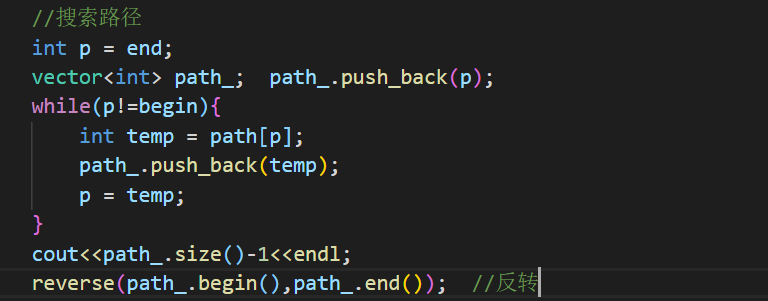 //搜索路径
int p = end;
vector<int> path_;  path_.push_back(p);
while(p!=begin){
    int temp = path[p];
    path_.push_back(temp);
    p = temp;
}
cout<<path_.size()-1<<endl;
reverse(path_.begin(),path_.end());  //反转